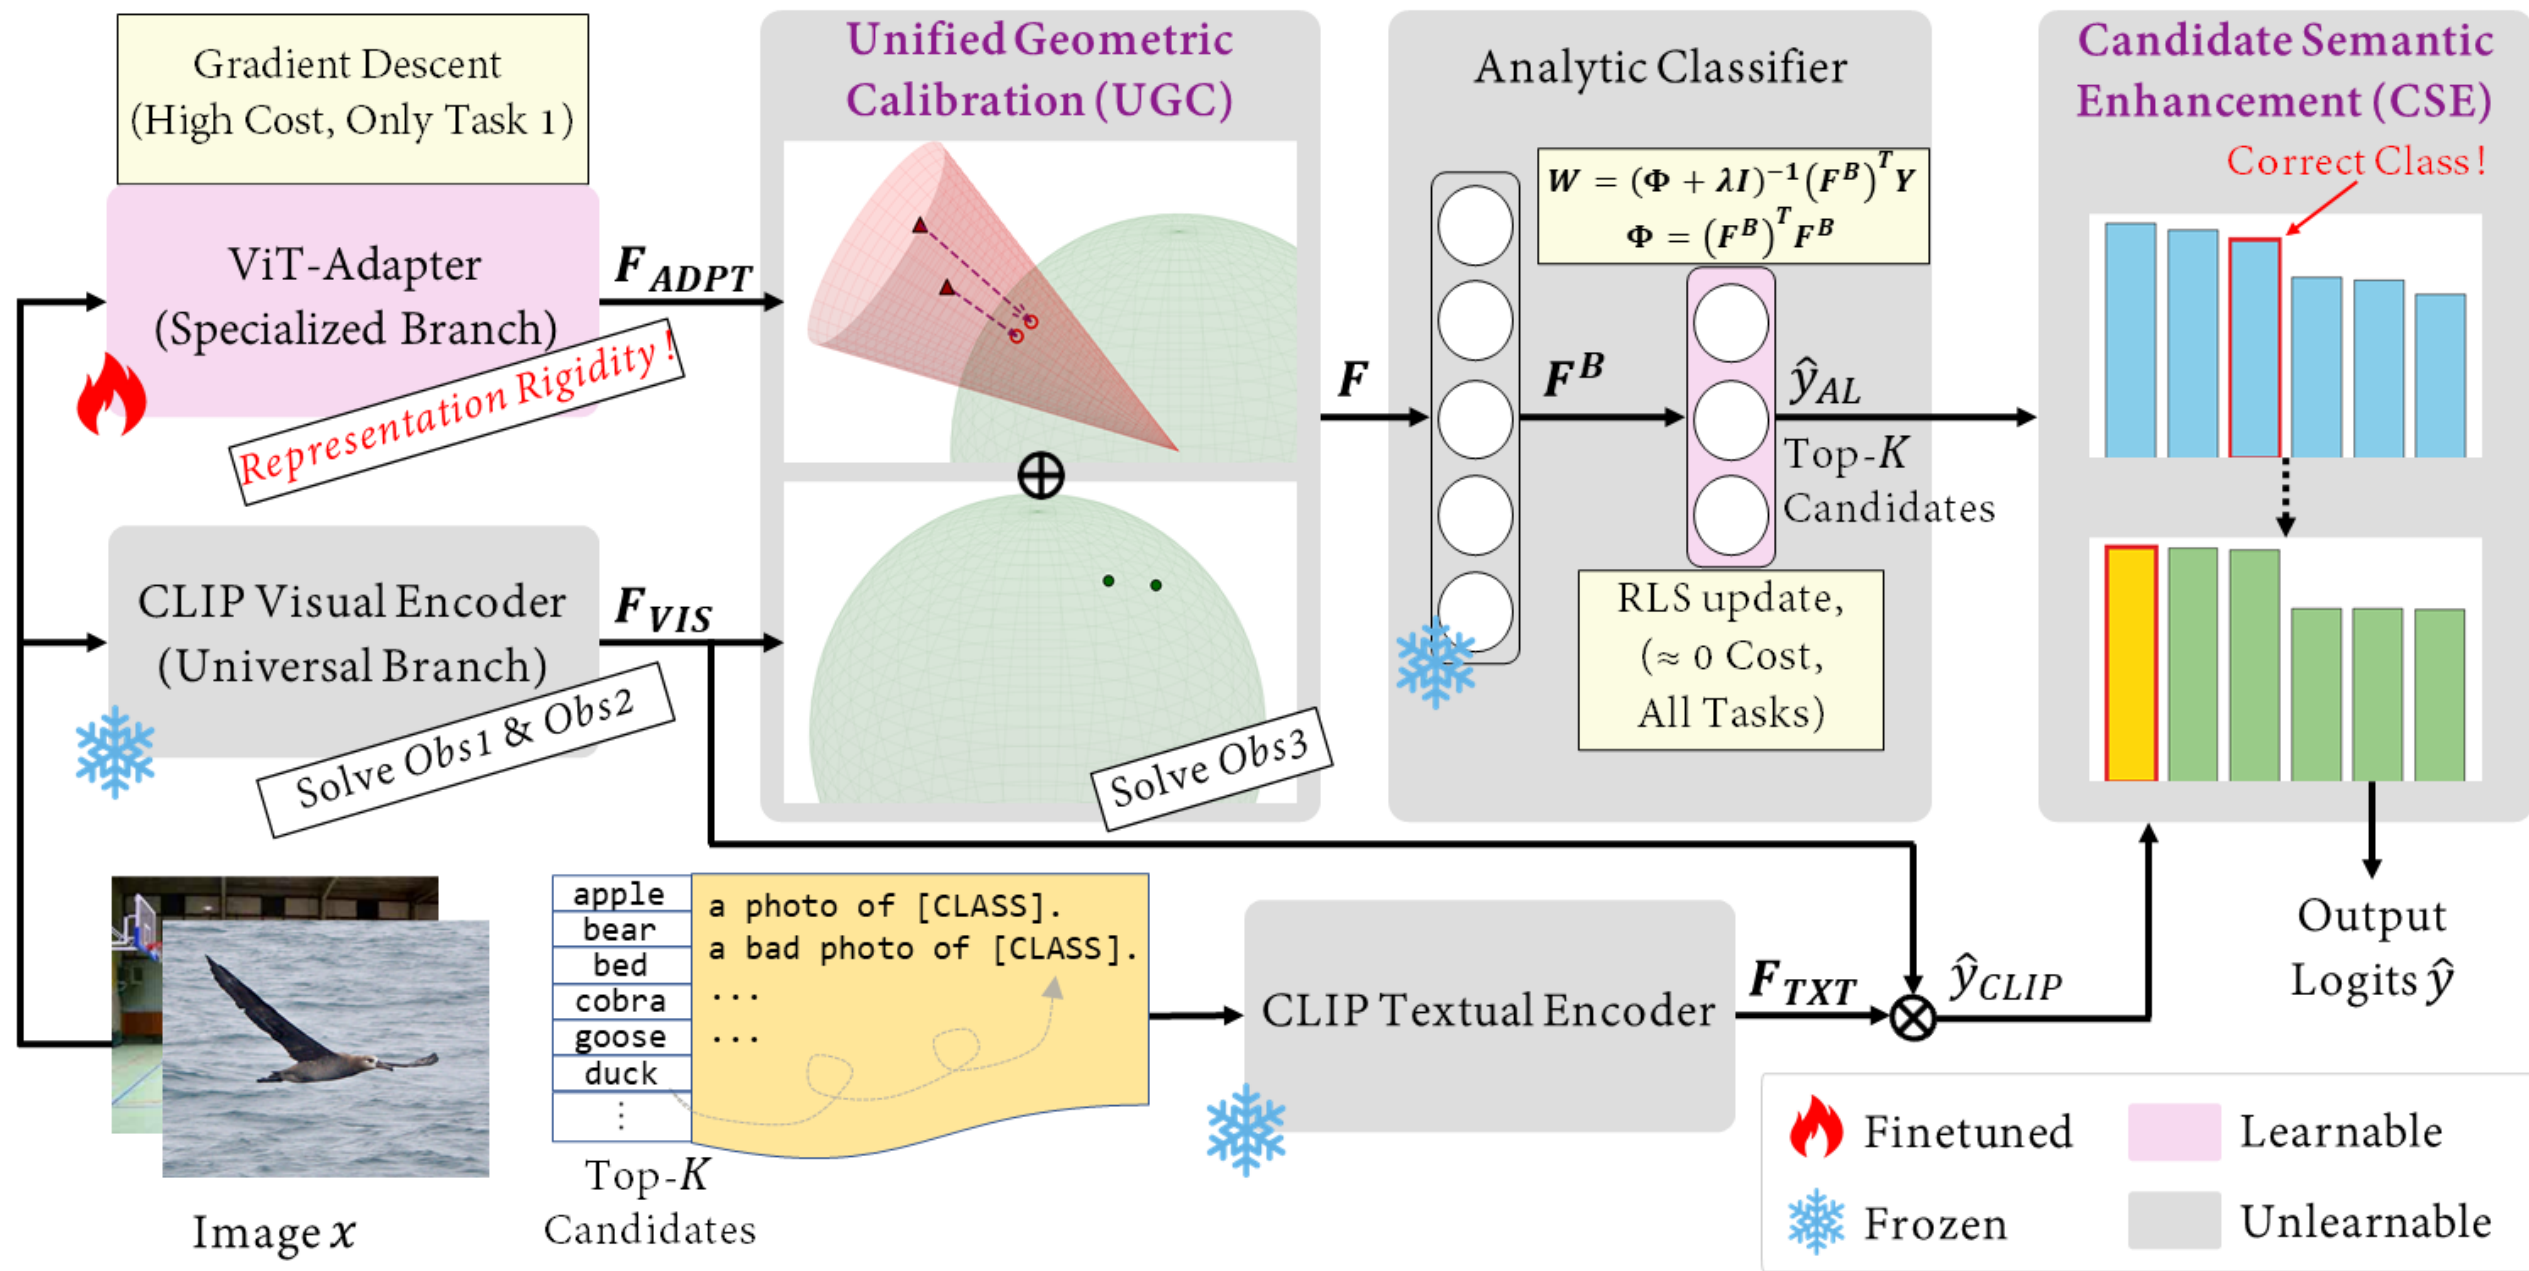 Gradient Descent
(High Cost, Only Task 1)
ViT-Adapter
(Specialized Branch)
Representation Rigidity!
F_ADPT
CLIP Visual Encoder
(Universal Branch)
Solve Obs1 & Obs2
F_VIS
Unified Geometric
Calibration (UGC)
⊕
Solve Obs3
F
Analytic Classifier
W = (Φ + λI)⁻¹(F^B)^T Y
Φ = (F^B)^T F^B
F^B
ŷ_AL
Top-K
Candidates
RLS update,
(≈ 0 Cost,
All Tasks)
Candidate Semantic
Enhancement (CSE)
Correct Class!
Output
Logits ŷ
Image x
apple
bear
bed
cobra
goose
duck
⋮
a photo of [CLASS].
a bad photo of [CLASS].
...
...
Top-K
Candidates
CLIP Textual Encoder
F_TXT
⊗
ŷ_CLIP
Finetuned
Learnable
Frozen
Unlearnable